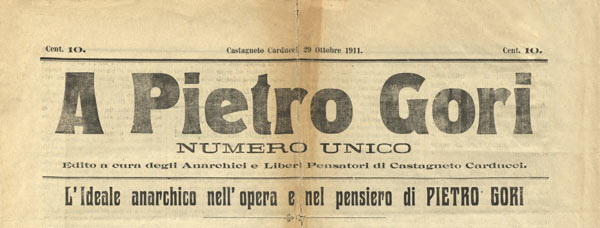 Cent. 10. Castagneto Carducci 29 Ottobre 1911. Cent. 10.
A Pietro Gori
NUMERO UNICO
Edito a cura degli Anarchici e Liberi Pensatori di Castagneto Carducci.
L'Ideale anarchico nell'opera e nel pensiero di PIETRO GORI